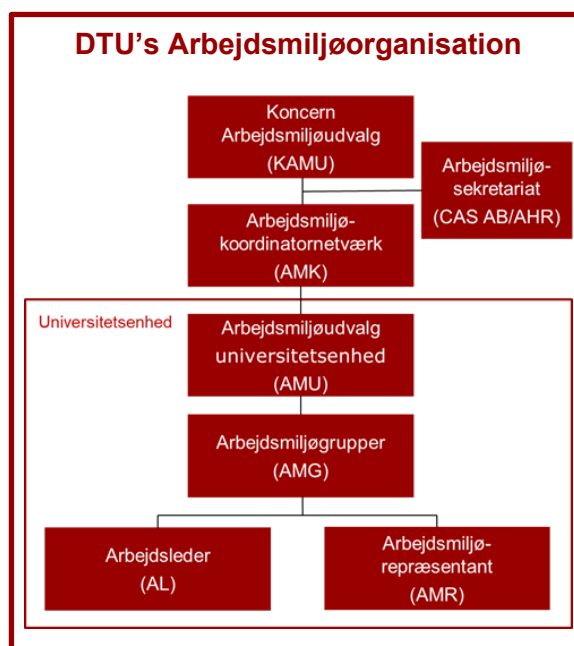 DTU's Arbejdsmiljøorganisation
Koncern
Arbejdsmiljøudvalg
(KAMU)
Arbejdsmiljø-
sekretariat
(CAS AB/AHR)
Arbejdsmiljø-
koordinatornetværk
(AMK)
Universitetsenhed
Arbejdsmiljøudvalg
universitetsenhed
(AMU)
Arbejdsmiljøgrupper
(AMG)
Arbejdsleder
(AL)
Arbejdsmiljø-
repræsentant
(AMR)